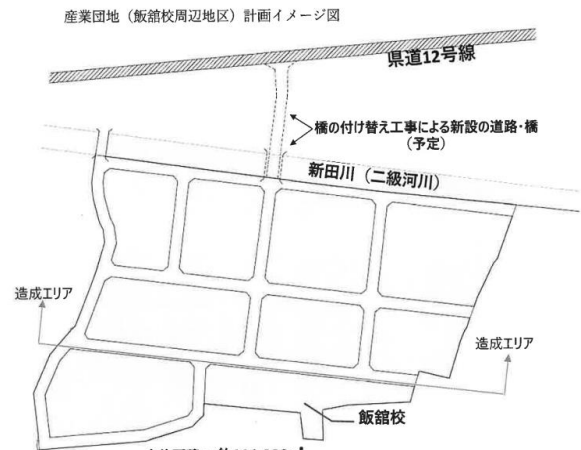 産業団地（飯舘校周辺地区）計画イメージ図
県道12号線
橋の付け替え工事による新設の道路・橋
（予定）
新田川（二級河川）
造成エリア
造成エリア
飯舘校